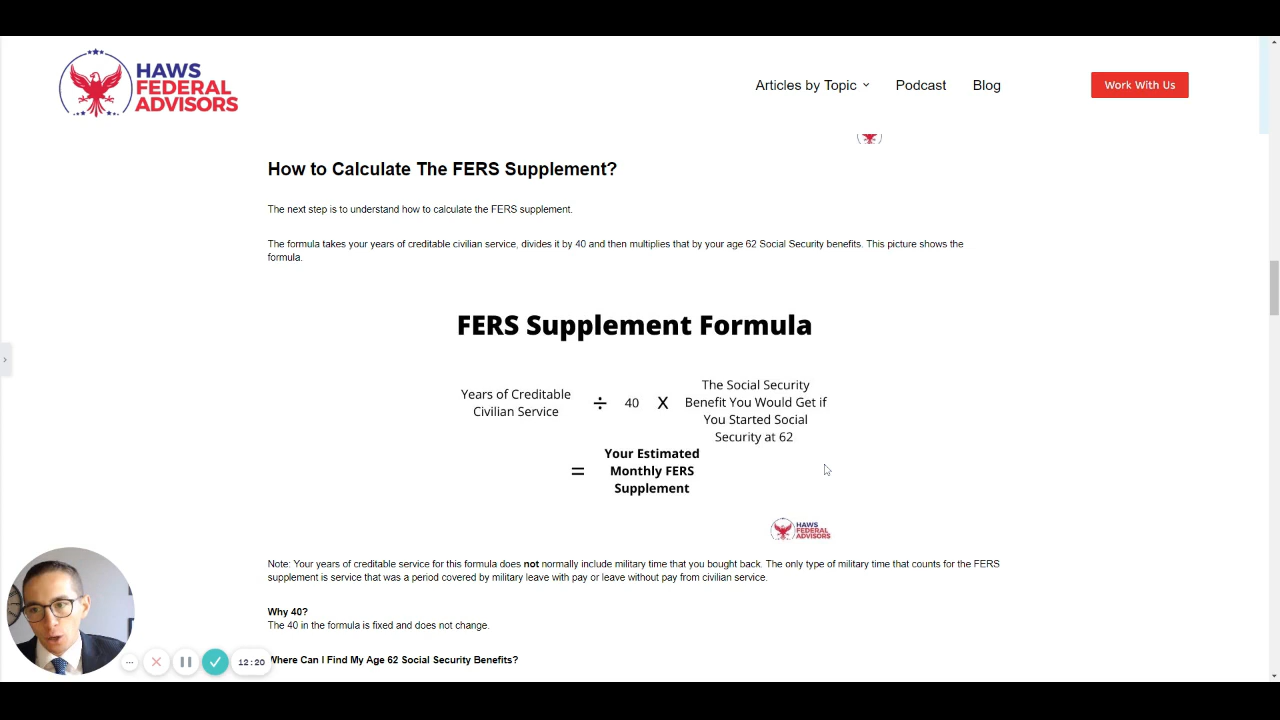 HAWS
FEDERAL
ADVISORS
Articles by Topic
Podcast
Blog
Work With Us
How to Calculate The FERS Supplement?
The next step is to understand how to calculate the FERS supplement.
The formula takes your years of creditable civilian service, divides it by 40 and then multiplies that by your age 62 Social Security benefits. This picture shows the
formula.
FERS Supplement Formula
Years of Creditable
Civilian Service
÷ 40 X
The Social Security
Benefit You Would Get if
You Started Social
Security at 62
=
Your Estimated
Monthly FERS
Supplement
HAWS
FEDERAL
ADVISORS
Note: Your years of creditable service for this formula does not normally include military time that you bought back. The only type of military time that counts for the FERS
supplement is service that was a period covered by military leave with pay or leave without pay from civilian service.
Why 40?
The 40 in the formula is fixed and does not change.
Where Can I Find My Age 62 Social Security Benefits?
12:20